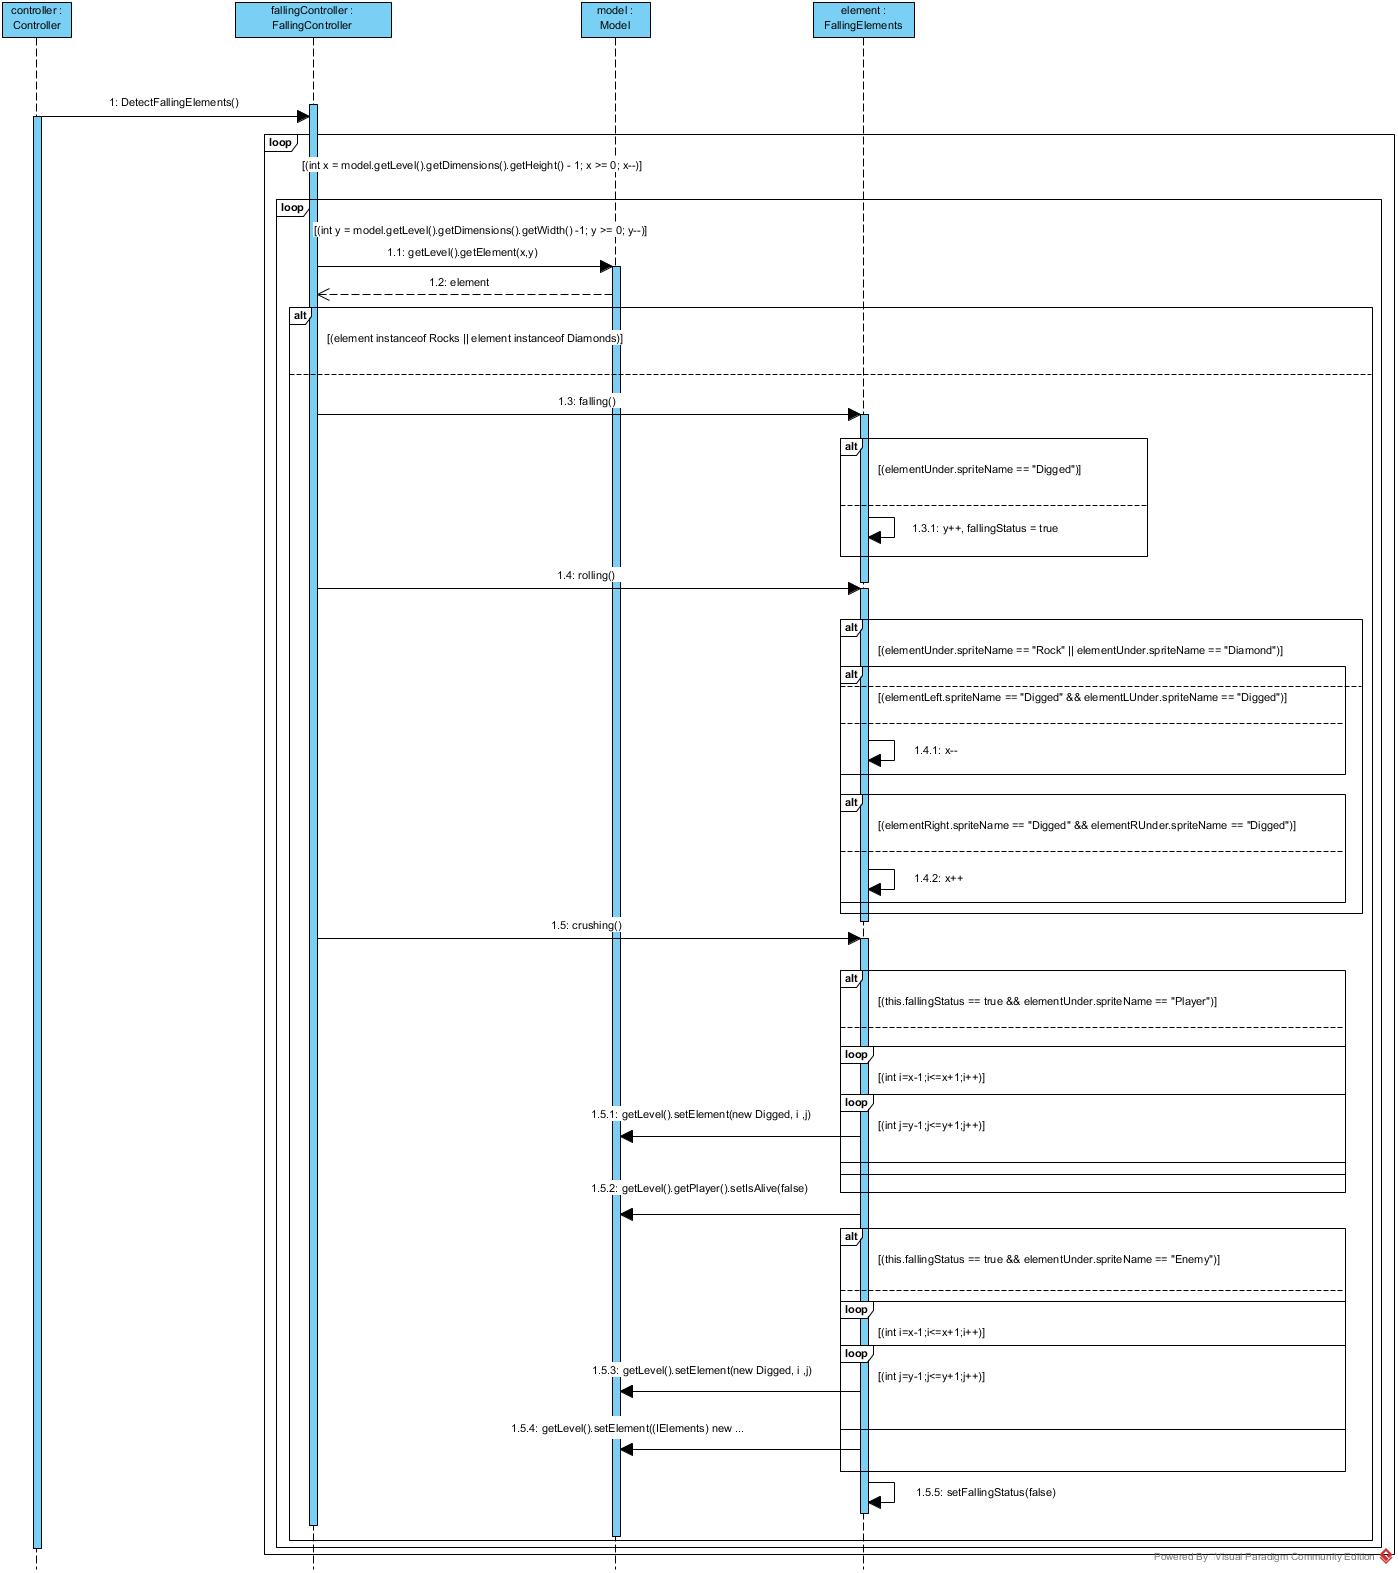 controller :
Controller
fallingController :
FallingController
model :
Model
element :
FallingElements
1: DetectFallingElements()
loop
[(int x = model.getLevel().getDimensions().getHeight() - 1; x >= 0; x--)]
loop
[(int y = model.getLevel().getDimensions().getWidth() -1; y >= 0; y--)]
1.1: getLevel().getElement(x,y)
1.2: element
alt
[(element instanceof Rocks || element instanceof Diamonds)]
1.3: falling()
alt
[(elementUnder.spriteName == "Digged")]
1.3.1: y++, fallingStatus = true
1.4: rolling()
alt
[(elementUnder.spriteName == "Rock" || elementUnder.spriteName == "Diamond")]
alt
[(elementLeft.spriteName == "Digged" && elementLUnder.spriteName == "Digged")]
1.4.1: x--
alt
[(elementRight.spriteName == "Digged" && elementRUnder.spriteName == "Digged")]
1.4.2: x++
1.5: crushing()
alt
[(this.fallingStatus == true && elementUnder.spriteName == "Player")]
loop
[(int i=x-1;i<=x+1;i++)]
loop
[(int j=y-1;j<=y+1;j++)]
1.5.1: getLevel().setElement(new Digged, i ,j)
1.5.2: getLevel().getPlayer().setIsAlive(false)
alt
[(this.fallingStatus == true && elementUnder.spriteName == "Enemy")]
loop
[(int i=x-1;i<=x+1;i++)]
loop
[(int j=y-1;j<=y+1;j++)]
1.5.3: getLevel().setElement(new Digged, i ,j)
1.5.4: getLevel().setElement((IElements) new ...
1.5.5: setFallingStatus(false)
Powered By Visual Paradigm Community Edition